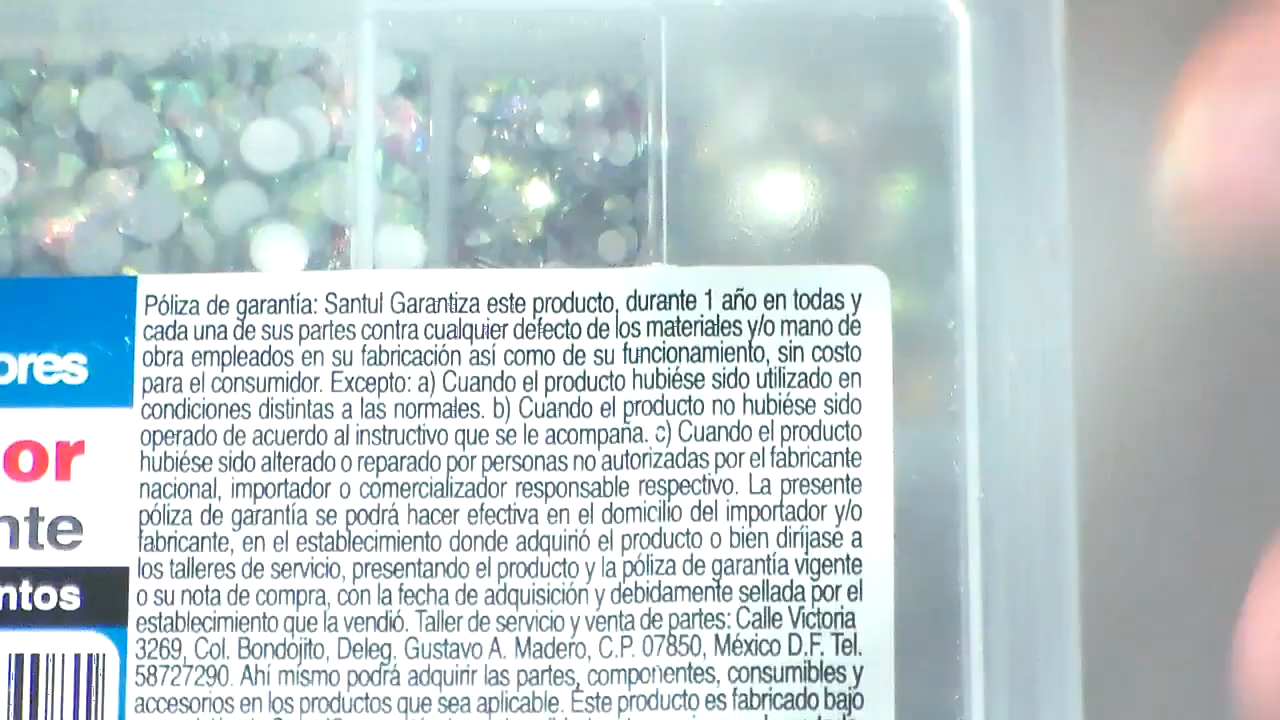 Póliza de garantía: Santul Garantiza este producto, durante 1 año en todas y
cada una de sus partes contra cualquier defecto de los materiales y/o mano de
obra empleados en su fabricación así como de su funcionamiento, sin costo
para el consumidor. Excepto: a) Cuando el producto hubiése sido utilizado en
condiciones distintas a las normales. b) Cuando el producto no hubiése sido
operado de acuerdo al instructivo que se le acompaña. c) Cuando el producto
hubiése sido alterado o reparado por personas no autorizadas por el fabricante
nacional, importador o comercializador responsable respectivo. La presente
póliza de garantía se podrá hacer efectiva en el domicilio del importador y/o
fabricante, en el establecimiento donde adquirió el producto o bien diríjase a
los talleres de servicio, presentando el producto y la póliza de garantía vigente
o su nota de compra, con la fecha de adquisición y debidamente sellada por el
establecimiento que la vendió. Taller de servicio y venta de partes: Calle Victoria
3269, Col. Bondojito, Deleg. Gustavo A. Madero, C.P. 07850, México D.F. Tel.
58727290. Ahí mismo podrá adquirir las partes, componentes, consumibles y
accesorios en los productos que sea aplicable. Este producto es fabricado bajo
ores
or
nte
ntos